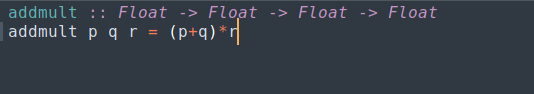 addmult :: Float -> Float -> Float -> Float
addmult p q r = (p+q)*r